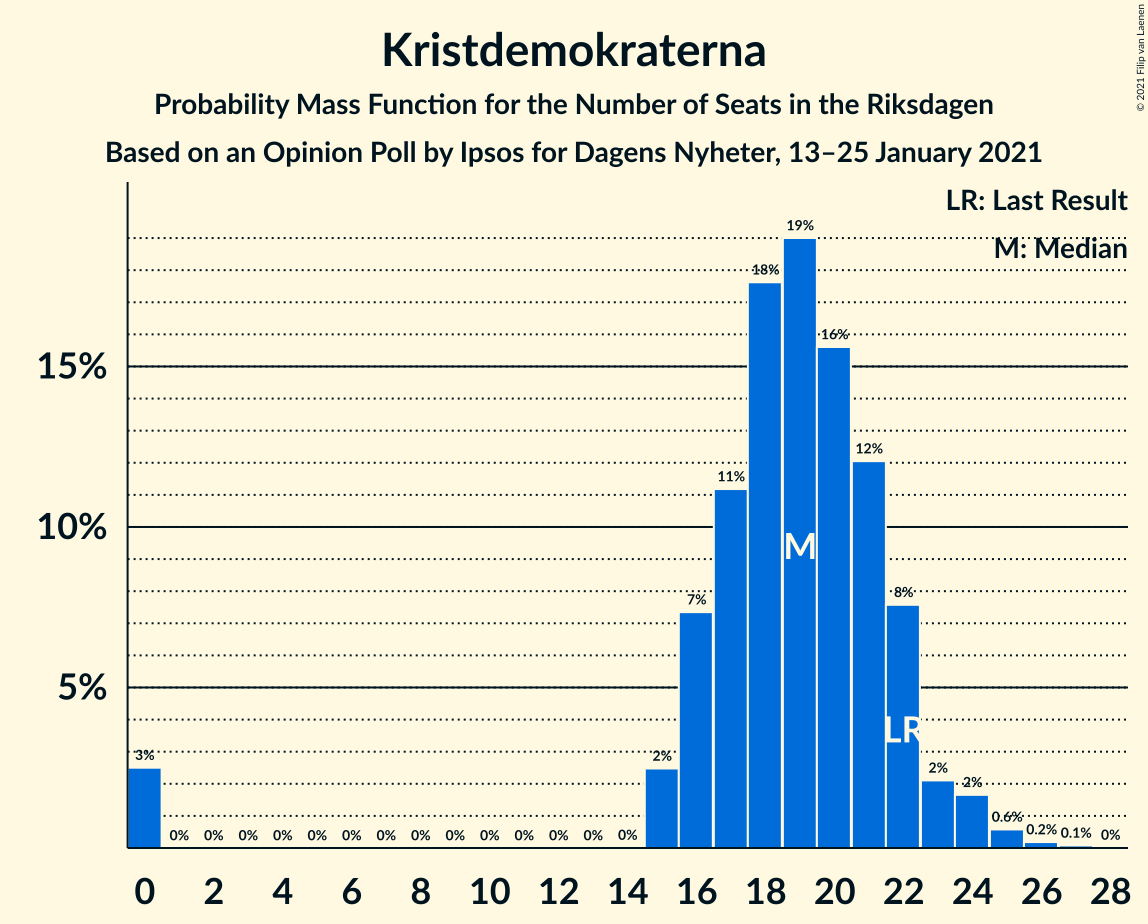 Kristdemokraterna
Probability Mass Function for the Number of Seats in the Riksdagen
Based on an Opinion Poll by Ipsos for Dagens Nyheter, 13–25 January 2021
© 2021 Filip van Laenen
LR: Last Result
M: Median
15%
10%
5%
3% 0% 0% 0% 0% 0% 0% 0% 0% 0% 0% 0% 0% 0% 0% 2% 7% 11% 18% 19% 16% 12% 8% 2% 2% 0.6% 0.2% 0.1% 0%
M
LR
0 2 4 6 8 10 12 14 16 18 20 22 24 26 28